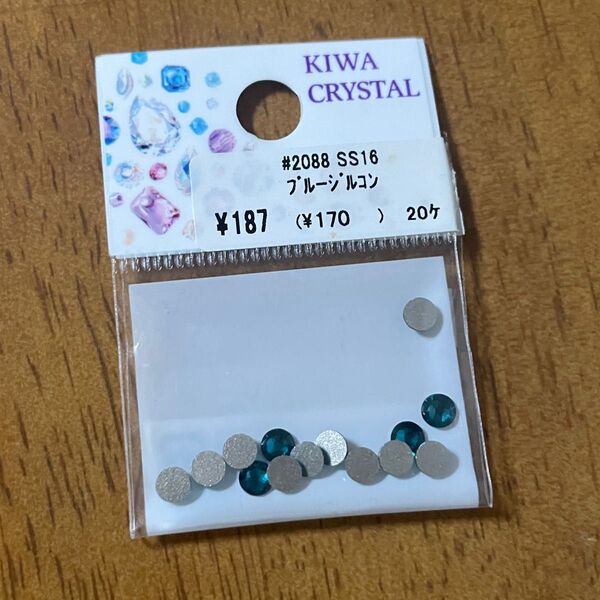 KIWA
CRYSTAL
#2088 SS16
ﾌﾞﾙｰｼﾞﾙｺﾝ
¥187 (¥170 ) 20ケ